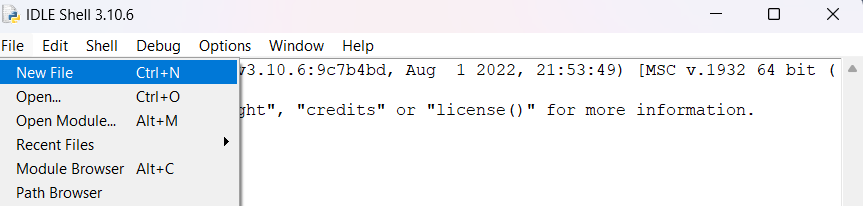 IDLE Shell 3.10.6
File Edit Shell Debug Options Window Help
New File Ctrl+N
v3.10.6:9c7b4bd, Aug 1 2022, 21:53:49) [MSC v.1932 64 bit (
Open... Ctrl+O
Open Module... Alt+M
ght", "credits" or "license()" for more information.
Recent Files
Module Browser Alt+C
Path Browser